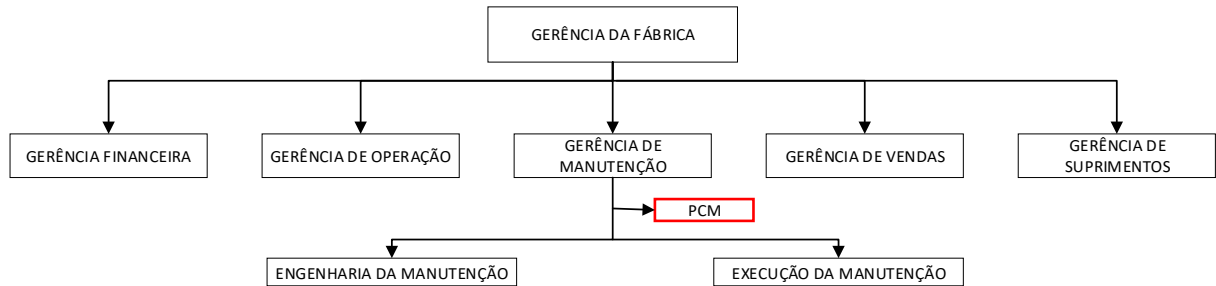 GERÊNCIA DA FÁBRICA
GERÊNCIA FINANCEIRA
GERÊNCIA DE OPERAÇÃO
GERÊNCIA DE
MANUTENÇÃO
GERÊNCIA DE VENDAS
GERÊNCIA DE
SUPRIMENTOS
PCM
ENGENHARIA DA MANUTENÇÃO
EXECUÇÃO DA MANUTENÇÃO